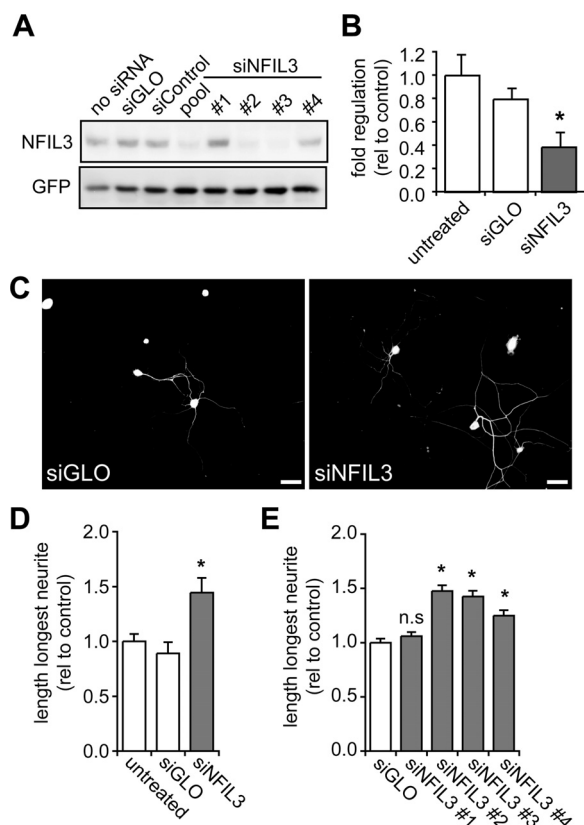 A
no siRNA
siGLO
siControl
pool
siNFIL3
#1
#2
#3
#4
NFIL3
GFP
B
fold regulation
(rel to control)
1.2
1.0
0.8
0.6
0.4
0.2
0.0
*
untreated
siGLO
siNFIL3
C
siGLO
siNFIL3
D
length longest neurite
(rel to control)
2.0
1.5
1.0
0.5
0.0
*
untreated
siGLO
siNFIL3
E
length longest neurite
(rel to control)
2.0
1.5
1.0
0.5
0.0
n.s
*
*
*
siGLO
siNFIL3 #1
siNFIL3 #2
siNFIL3 #3
siNFIL3 #4